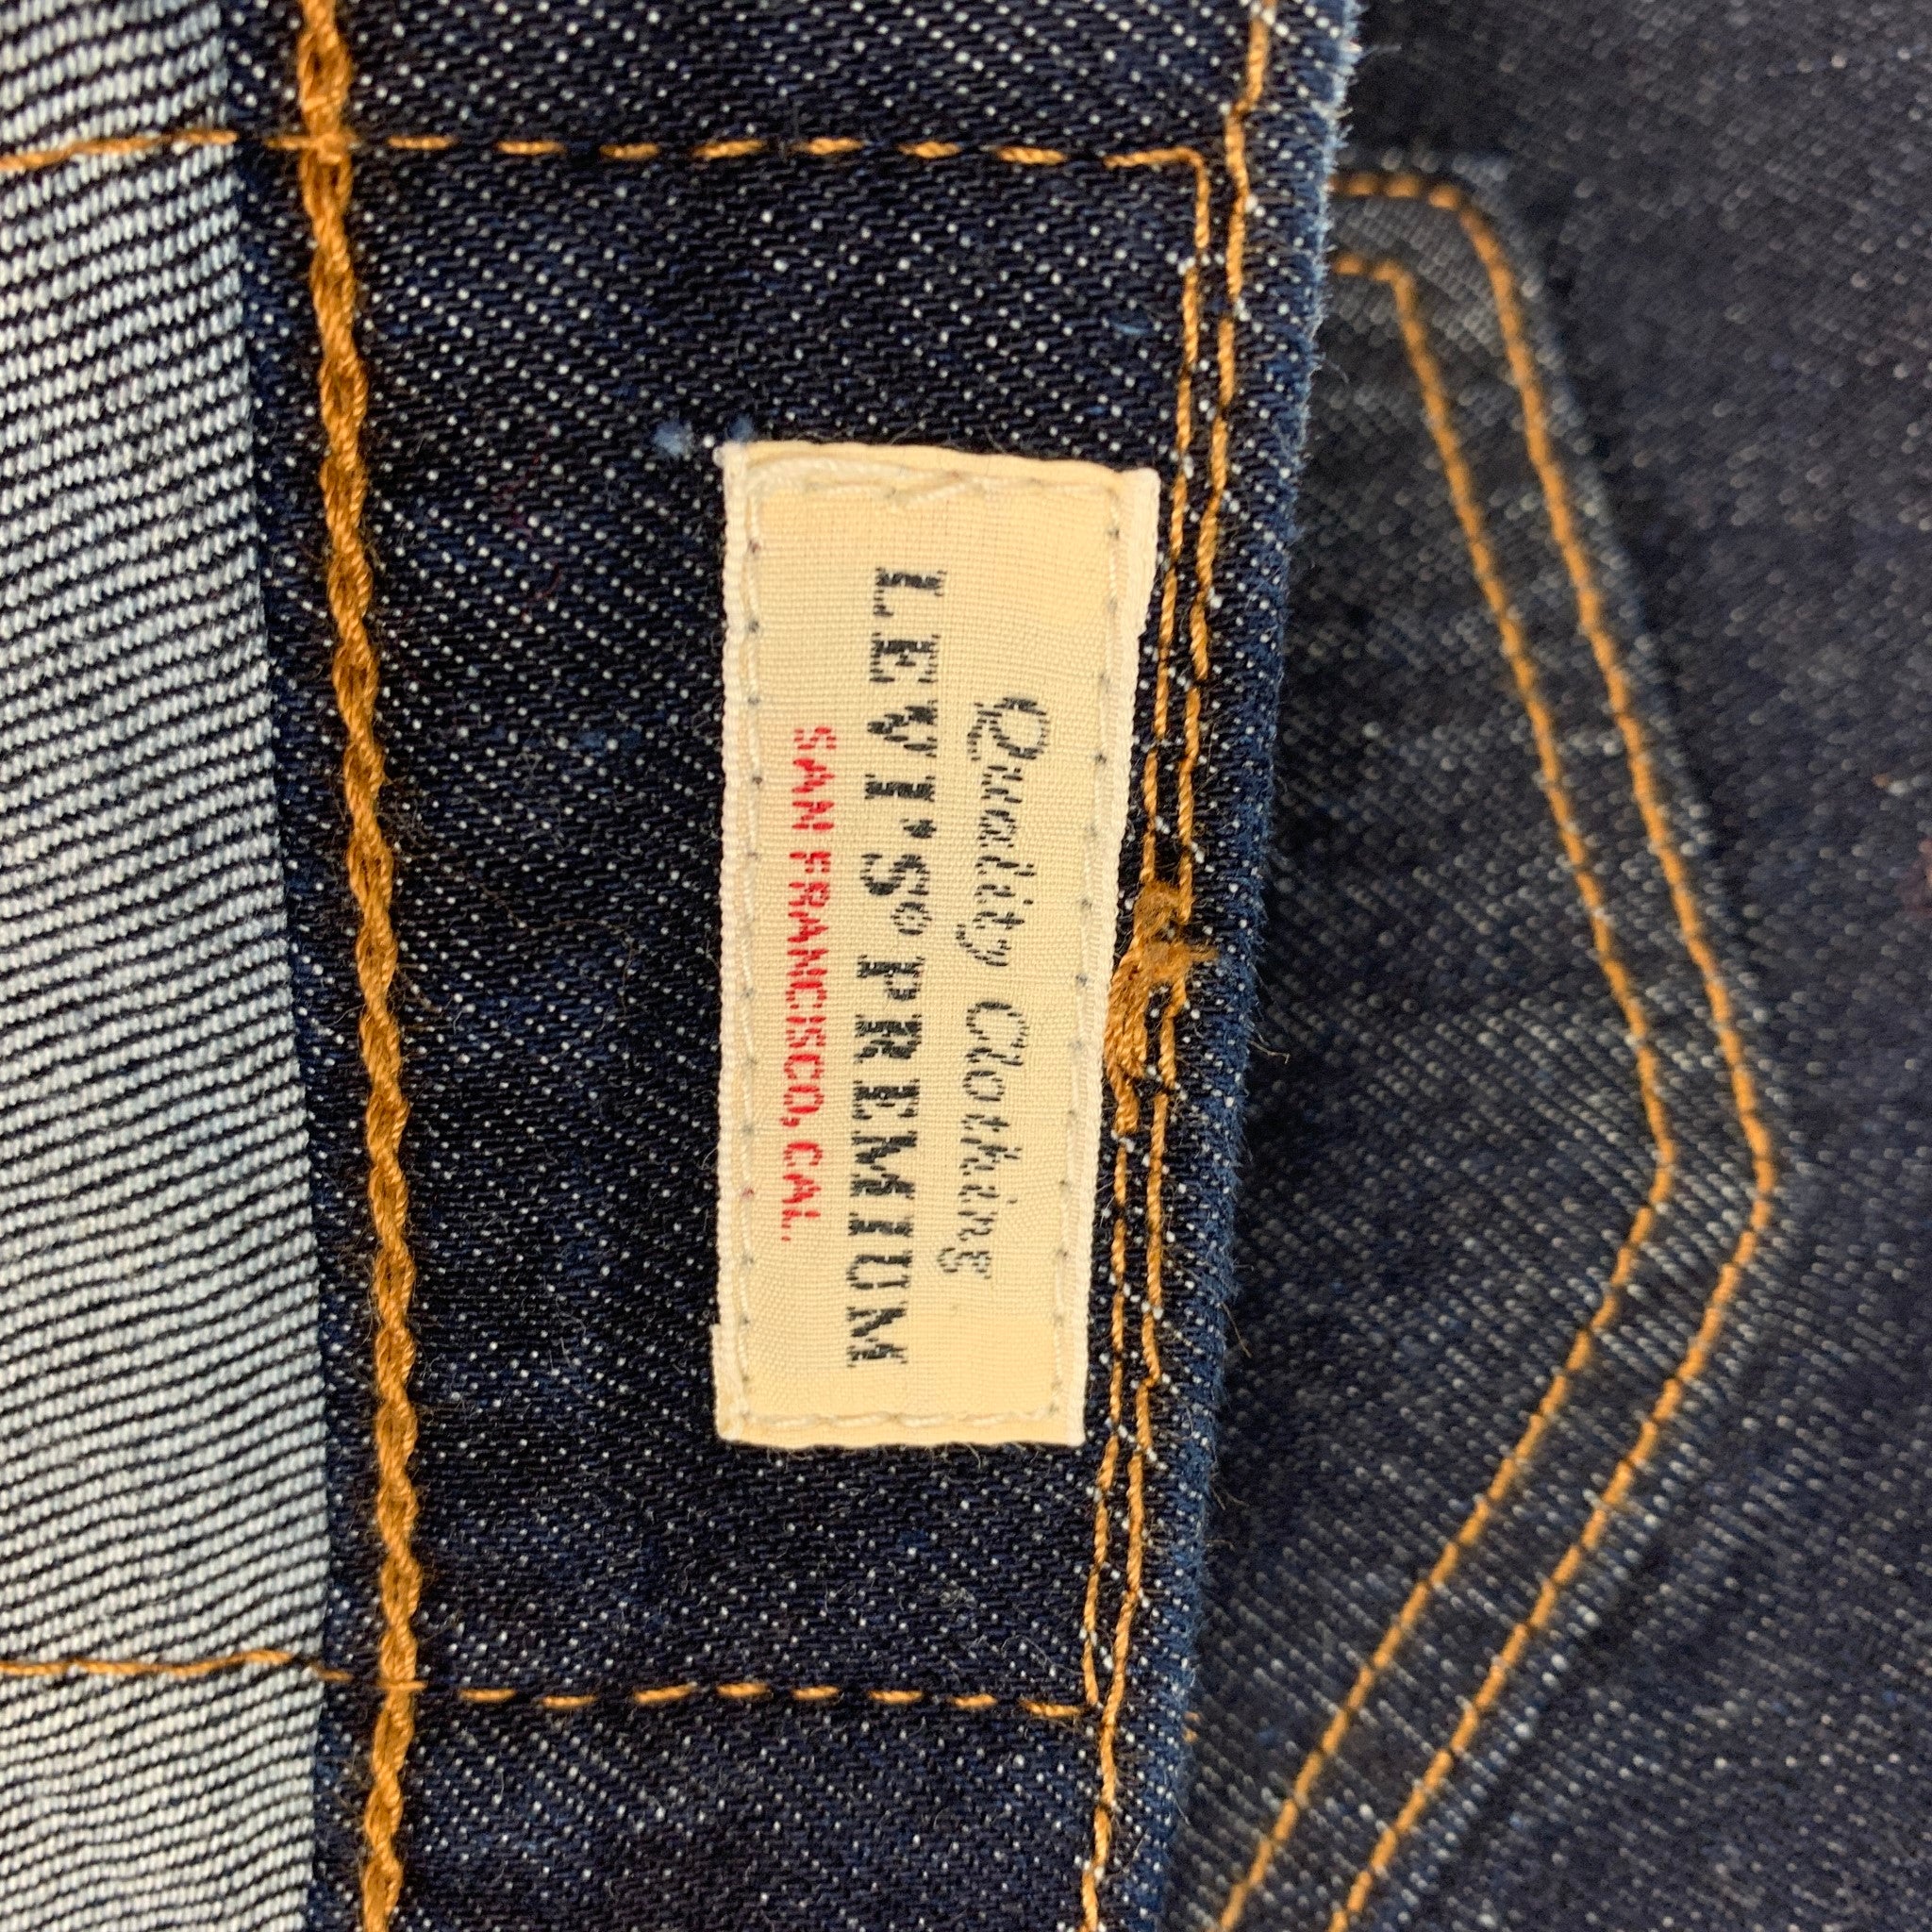 Quality Clothing
LEVI'S® PREMIUM
SAN FRANCISCO, CAL.